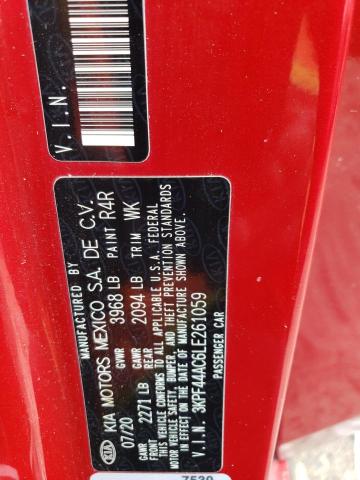 V.I.N.
KIA KIA MOTORS MEXICO S.A. DE C.V.
07/20 3968 LB PAINT R4R
GVWR
2271 LB 2094 LB TRIM WK
GAWR GAWR
FRONT REAR
THIS VEHICLE CONFORMS TO ALL APPLICABLE U.S.A. FEDERAL
MOTOR VEHICLE SAFETY, BUMPER, AND THEFT PREVENTION STANDARDS
IN EFFECT ON THE DATE OF MANUFACTURE SHOWN ABOVE.
V.I.N. 3KPF44AC6LE261059
PASSENGER CAR
7530